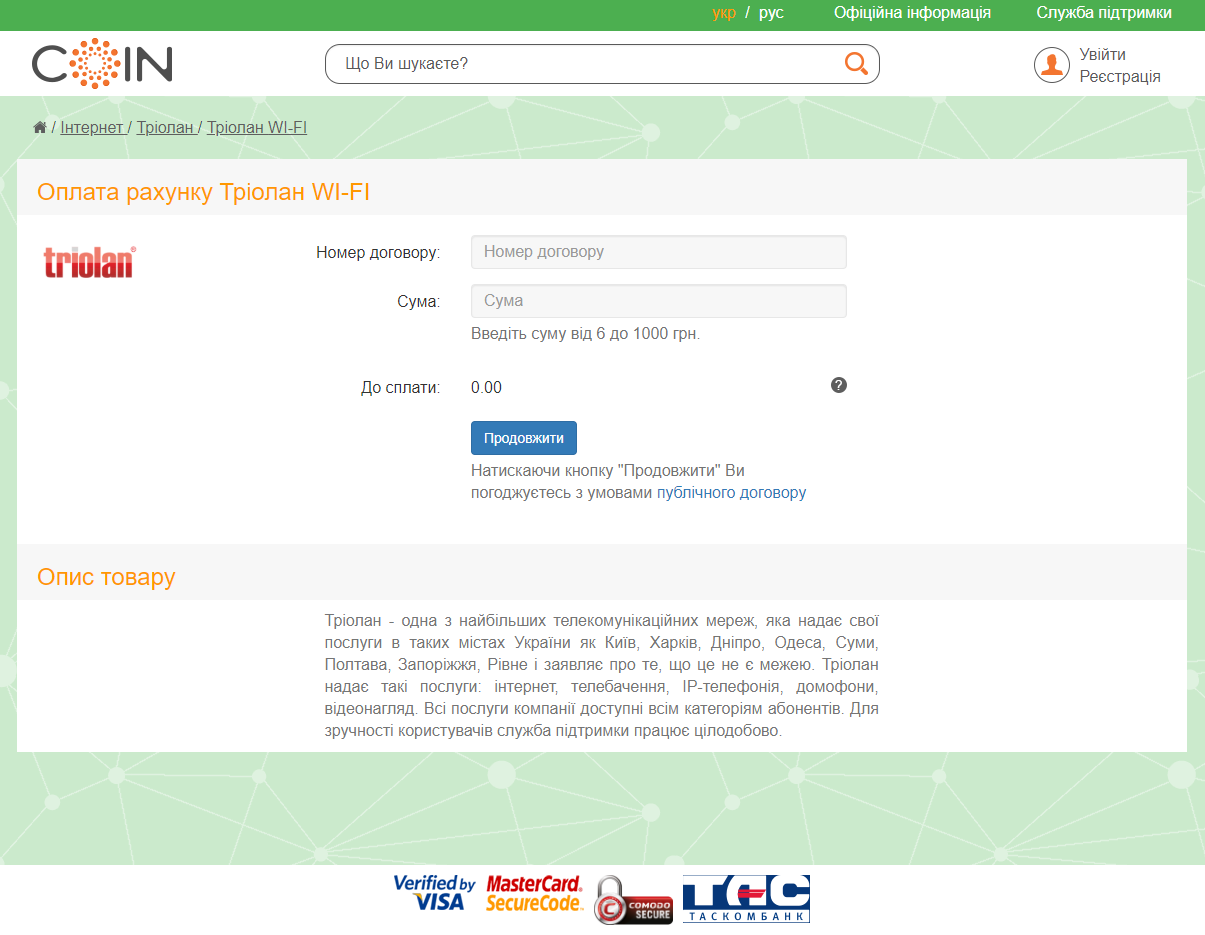 укр / рус Офіційна інформація Служба підтримки
COIN Що Ви шукаєте? Увійти
Реєстрація
/ Інтернет / Тріолан / Тріолан WI-FI
Оплата рахунку Тріолан WI-FI
triolan®
Номер договору: Номер договору
Сума: Сума
Введіть суму від 6 до 1000 грн.
До сплати: 0.00 ?
Продовжити
Натискаючи кнопку "Продовжити" Ви
погоджуєтесь з умовами публічного договору
Опис товару
Тріолан - одна з найбільших телекомунікаційних мереж, яка надає свої
послуги в таких містах України як Київ, Харків, Дніпро, Одеса, Суми,
Полтава, Запоріжжя, Рівне і заявляє про те, що це не є межею. Тріолан
надає такі послуги: інтернет, телебачення, IP-телефонія, домофони,
відеонагляд. Всі послуги компанії доступні всім категоріям абонентів. Для
зручності користувачів служба підтримки працює цілодобово.
Verified by
VISA
MasterCard.
SecureCode.
COMODO
SECURE
ТАС
ТАСКОМБАНК